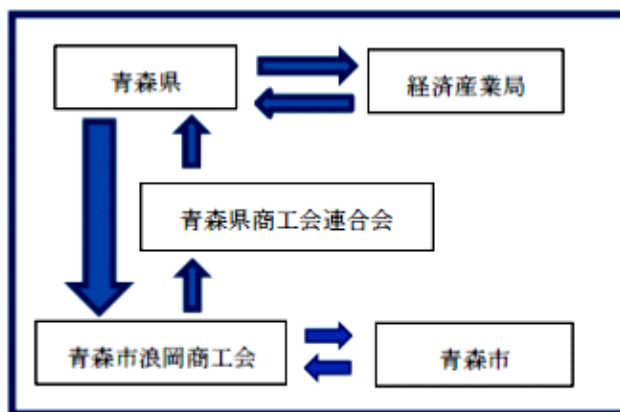 青森県
経済産業局
青森県商工会連合会
青森市浪岡商工会
青森市